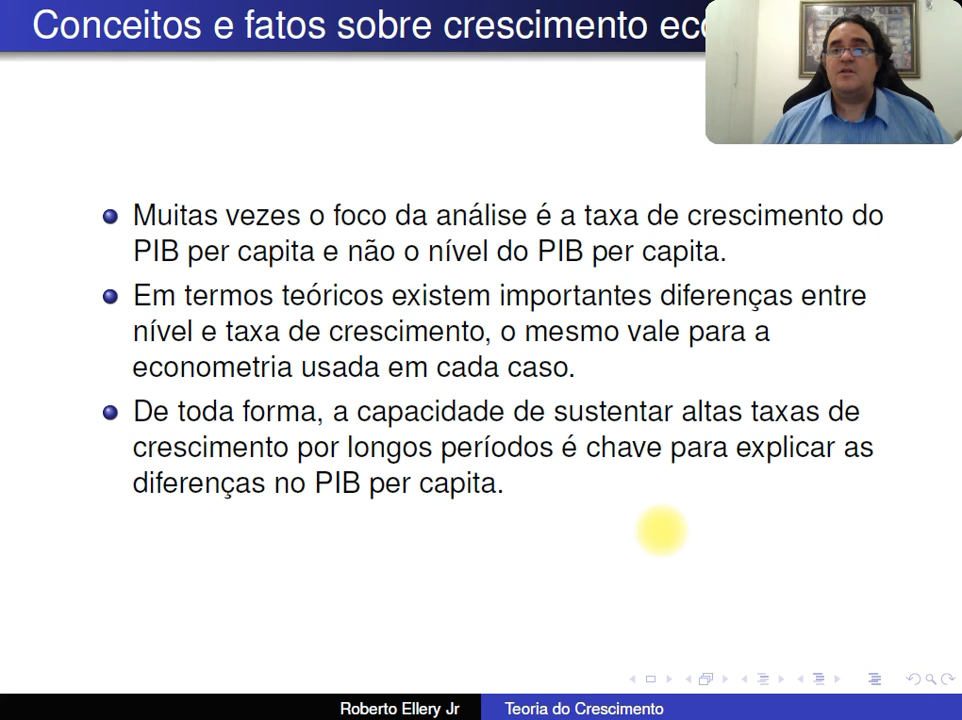 Conceitos e fatos sobre crescimento eco
Muitas vezes o foco da análise é a taxa de crescimento do
PIB per capita e não o nível do PIB per capita.
Em termos teóricos existem importantes diferenças entre
nível e taxa de crescimento, o mesmo vale para a
econometria usada em cada caso.
De toda forma, a capacidade de sustentar altas taxas de
crescimento por longos períodos é chave para explicar as
diferenças no PIB per capita.
Roberto Ellery Jr
Teoria do Crescimento